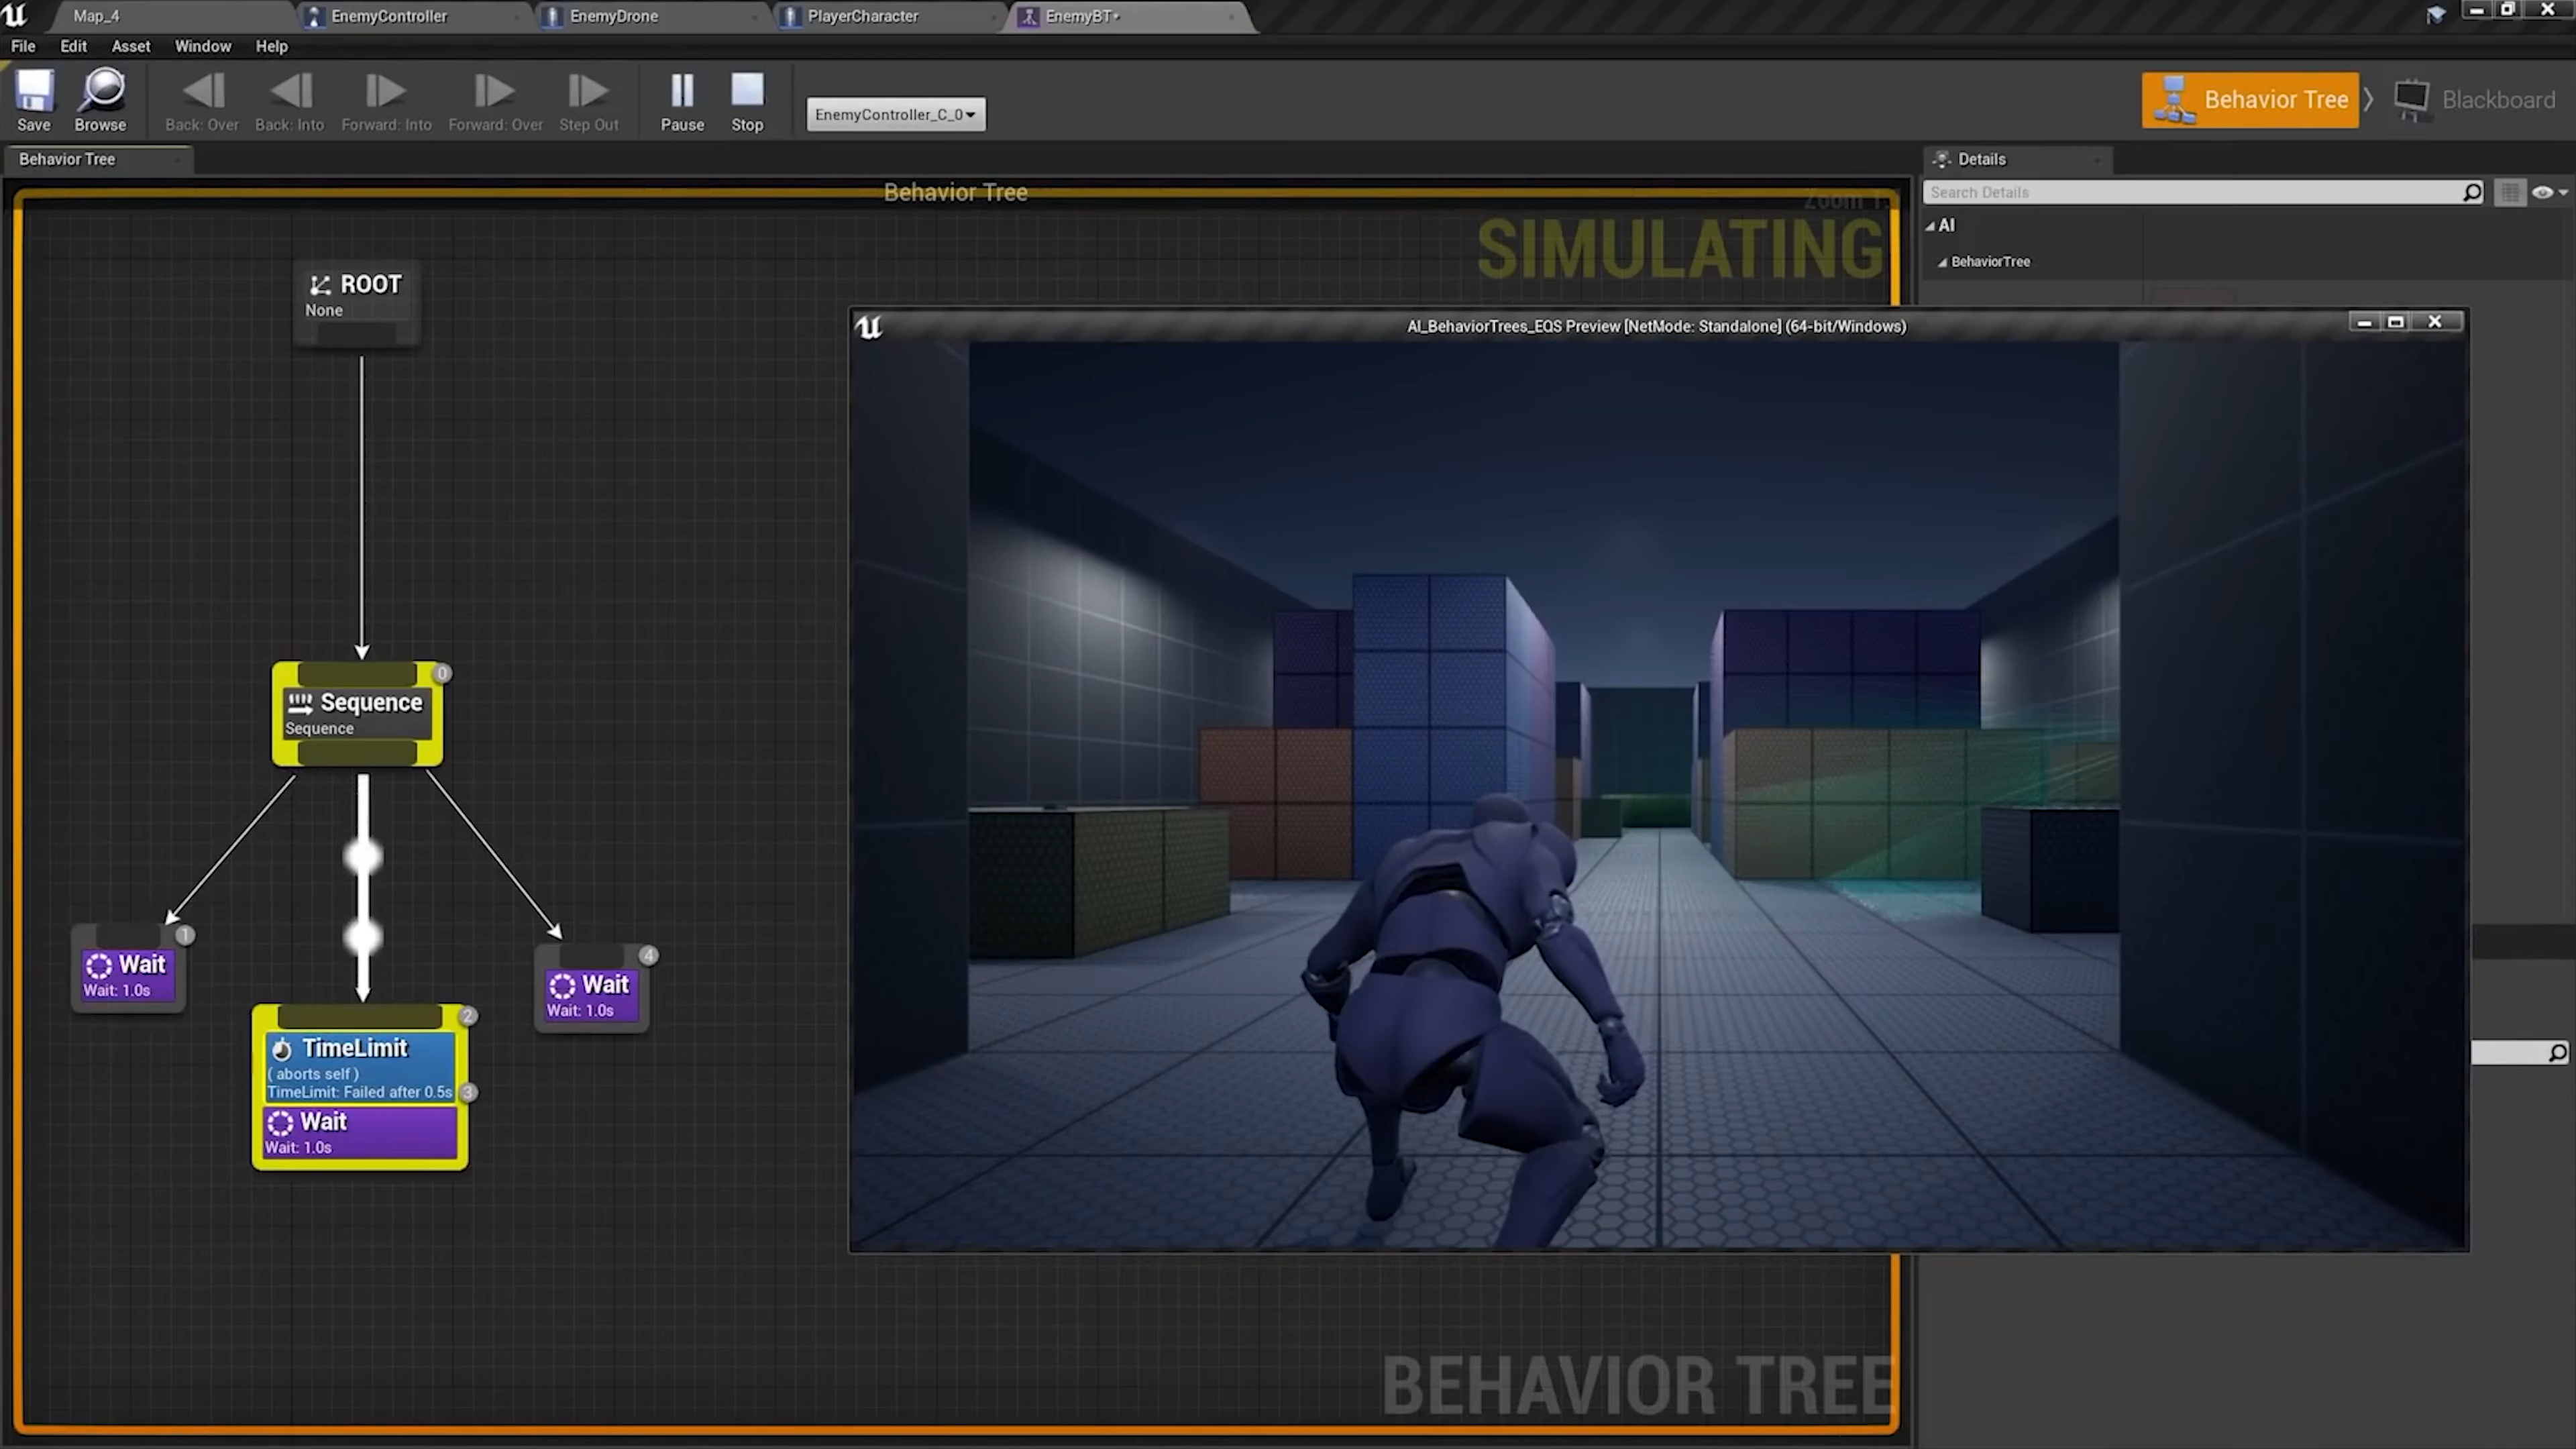 Map_4
EnemyController
EnemyDrone
PlayerCharacter
EnemyBT*
File
Edit
Asset
Window
Help
Save
Browse
Back: Over
Back: Into
Forward: Into
Forward: Over
Step Out
Pause
Stop
EnemyController_C_0
Behavior Tree
Blackboard
Behavior Tree
Details
Behavior Tree
Zoom 1
Search Details
SIMULATING
AI
BehaviorTree
ROOT
None
AI_BehaviorTrees_EQS Preview [NetMode: Standalone] (64-bit/Windows)
0
Sequence
Sequence
1
Wait
Wait: 1.0s
4
Wait
Wait: 1.0s
2
TimeLimit
( aborts self )
TimeLimit: Failed after 0.5s
3
Wait
Wait: 1.0s
BEHAVIOR TREE